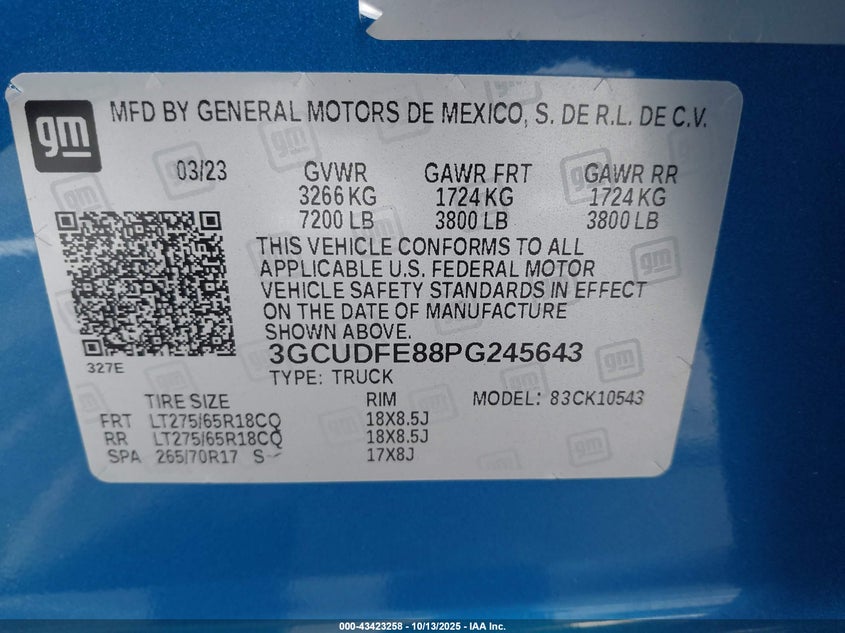 gm
MFD BY GENERAL MOTORS DE MEXICO, S. DE R.L. DE C.V.
03/23 GVWR GAWR FRT GAWR RR
3266 KG 1724 KG 1724 KG
7200 LB 3800 LB 3800 LB
THIS VEHICLE CONFORMS TO ALL
APPLICABLE U.S. FEDERAL MOTOR
VEHICLE SAFETY STANDARDS IN EFFECT
ON THE DATE OF MANUFACTURE
SHOWN ABOVE.
3GCUDFE88PG245643
327E
TYPE: TRUCK
TIRE SIZE RIM MODEL: 83CK10543
FRT LT275/65R18CQ 18X8.5J
RR LT275/65R18CQ 18X8.5J
SPA 265/70R17 S 17X8J
000-43423258 - 10/13/2025 - IAA Inc.